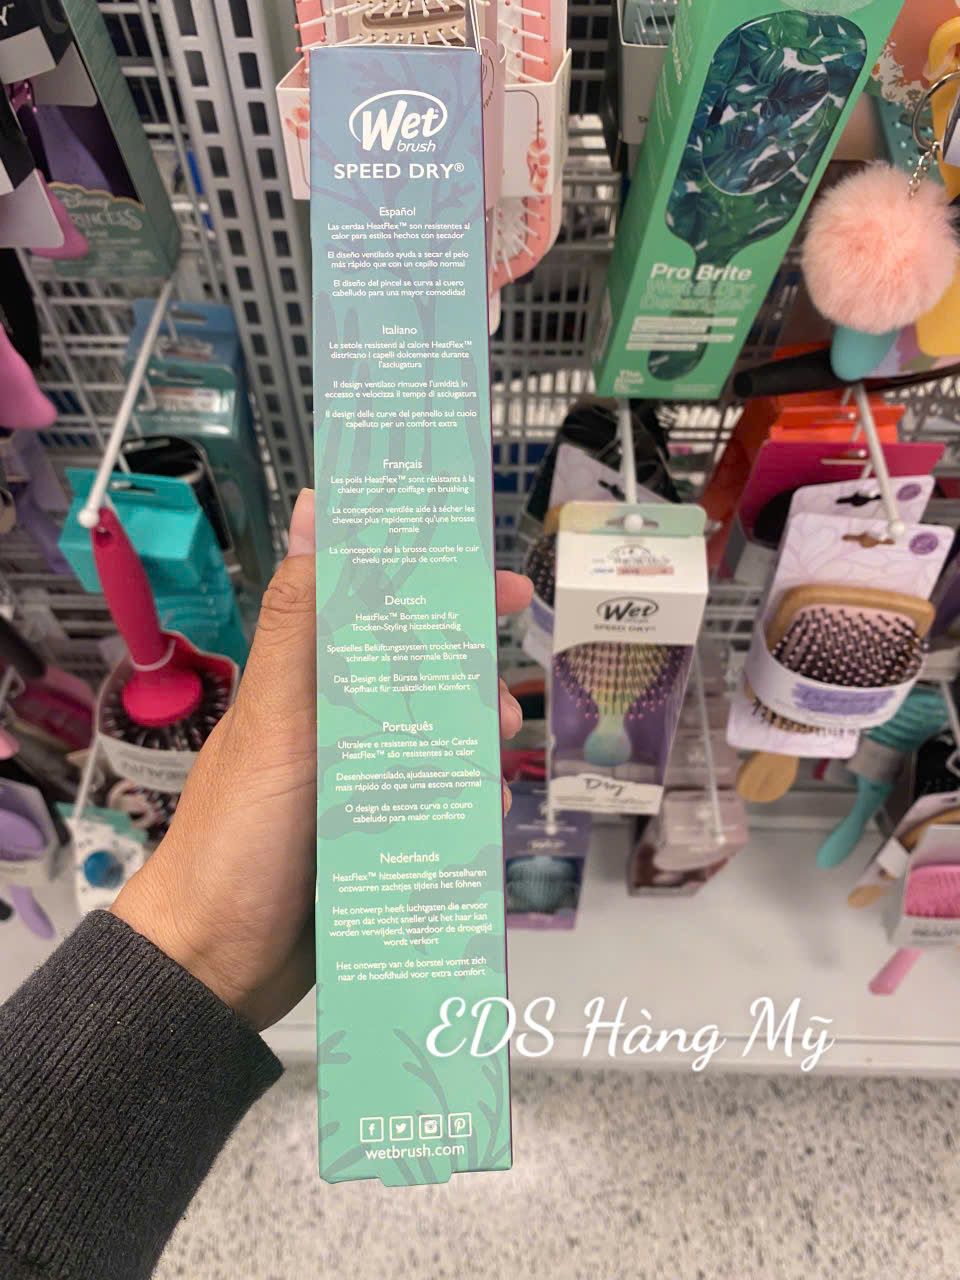 Wet
brush
SPEED DRY®
Español
Las cerdas HeatFlex™ son resistentes al
calor para estilos hechos con secador
El diseño ventilado ayuda a secar el pelo
más rápido que con un cepillo normal
El diseño del pincel se curva al cuero
cabelludo para una mayor comodidad
Italiano
Le setole resistenti al calore HeatFlex™
districano i capelli dolcemente durante
l'asciugatura
Il design ventilato rimuove l'umidità in
eccesso e velocizza il tempo di asciugatura
Il design delle curve del pennello sul cuoio
capelluto per un comfort extra
Français
Les poils HeatFlex™ sont résistants à la
chaleur pour un coiffage en brushing
La conception ventilée aide à sécher les
cheveux plus rapidement qu'une brosse
normale
La conception de la brosse courbe le cuir
chevelu pour plus de confort
Deutsch
HeatFlex™ Borsten sind für
Trocken-Styling hitzebeständig
Spezielles Belüftungssystem trocknet Haare
schneller als eine normale Bürste
Das Design der Bürste krümmt sich zur
Kopfhaut für zusätzlichen Komfort
Português
Ultraleve e resistente ao calor Cerdas
HeatFlex™ são resistentes ao calor
Desenhoventilado, ajudaasecar ocabelo
mais rápido do que uma escova normal
O design da escova curva o couro
cabeludo para maior conforto
Nederlands
HeatFlex™ hittebestendige borstelharen
ontwarren zachtjes tijdens het föhnen
Het ontwerp heeft luchtgaten die ervoor
zorgen dat vocht sneller uit het haar kan
worden verwijderd, waardoor de droogtijd
wordt verkort
Het ontwerp van de borstel vormt zich
naar de hoofdhuid voor extra comfort
wetbrush.com
Pro Brite
Wet & Dry
Detangler
Disney
PRINCESS
Wet
SPEED DRY®
Dry
EDS Hàng Mỹ